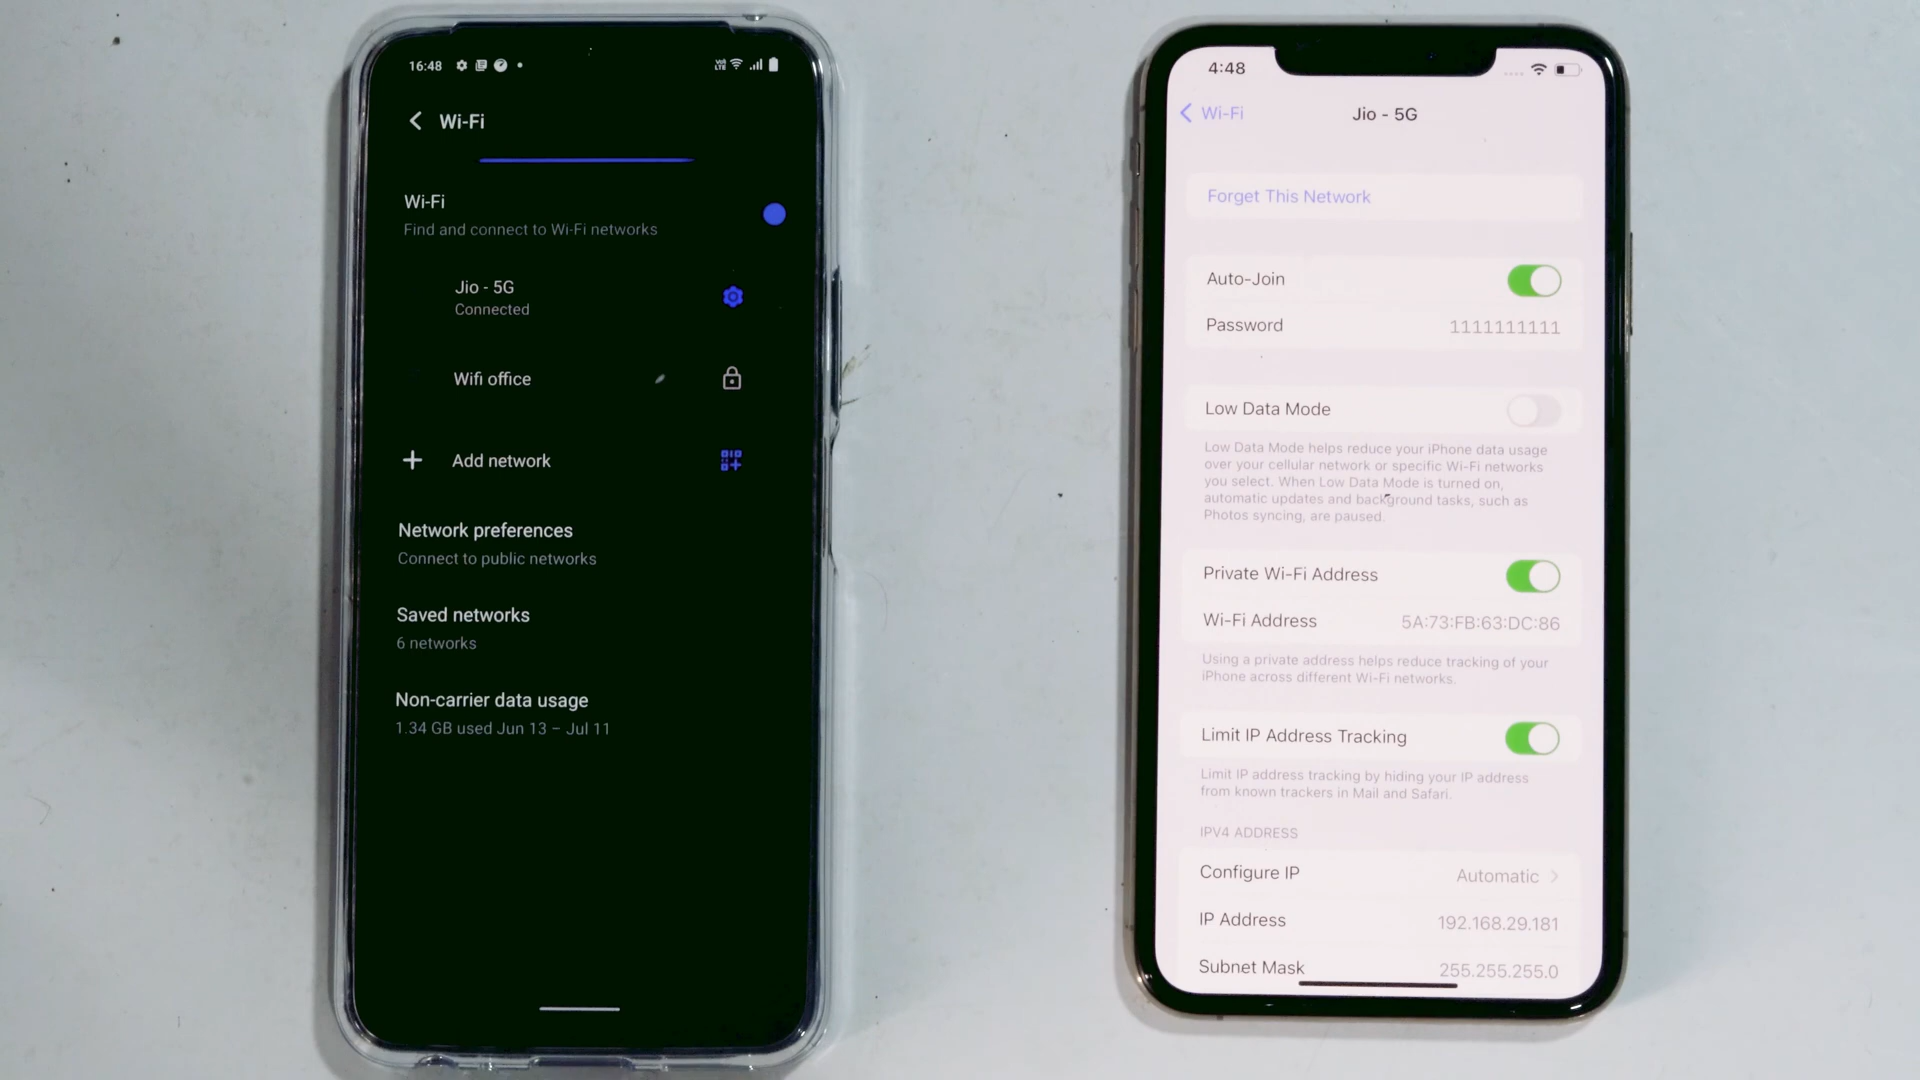 16:48
Wi-Fi
Wi-Fi
Find and connect to Wi-Fi networks
Jio - 5G
Connected
Wifi office
Add network
Network preferences
Connect to public networks
Saved networks
6 networks
Non-carrier data usage
1.34 GB used Jun 13 – Jul 11
4:48
Wi-Fi
Jio - 5G
Forget This Network
Auto-Join
Password 1111111111
Low Data Mode
Low Data Mode helps reduce your iPhone data usage
over your cellular network or specific Wi-Fi networks
you select. When Low Data Mode is turned on,
automatic updates and background tasks, such as
Photos syncing, are paused.
Private Wi-Fi Address
Wi-Fi Address 5A:73:FB:63:DC:86
Using a private address helps reduce tracking of your
iPhone across different Wi-Fi networks.
Limit IP Address Tracking
Limit IP address tracking by hiding your IP address
from known trackers in Mail and Safari.
IPV4 ADDRESS
Configure IP Automatic
IP Address 192.168.29.181
Subnet Mask 255.255.255.0